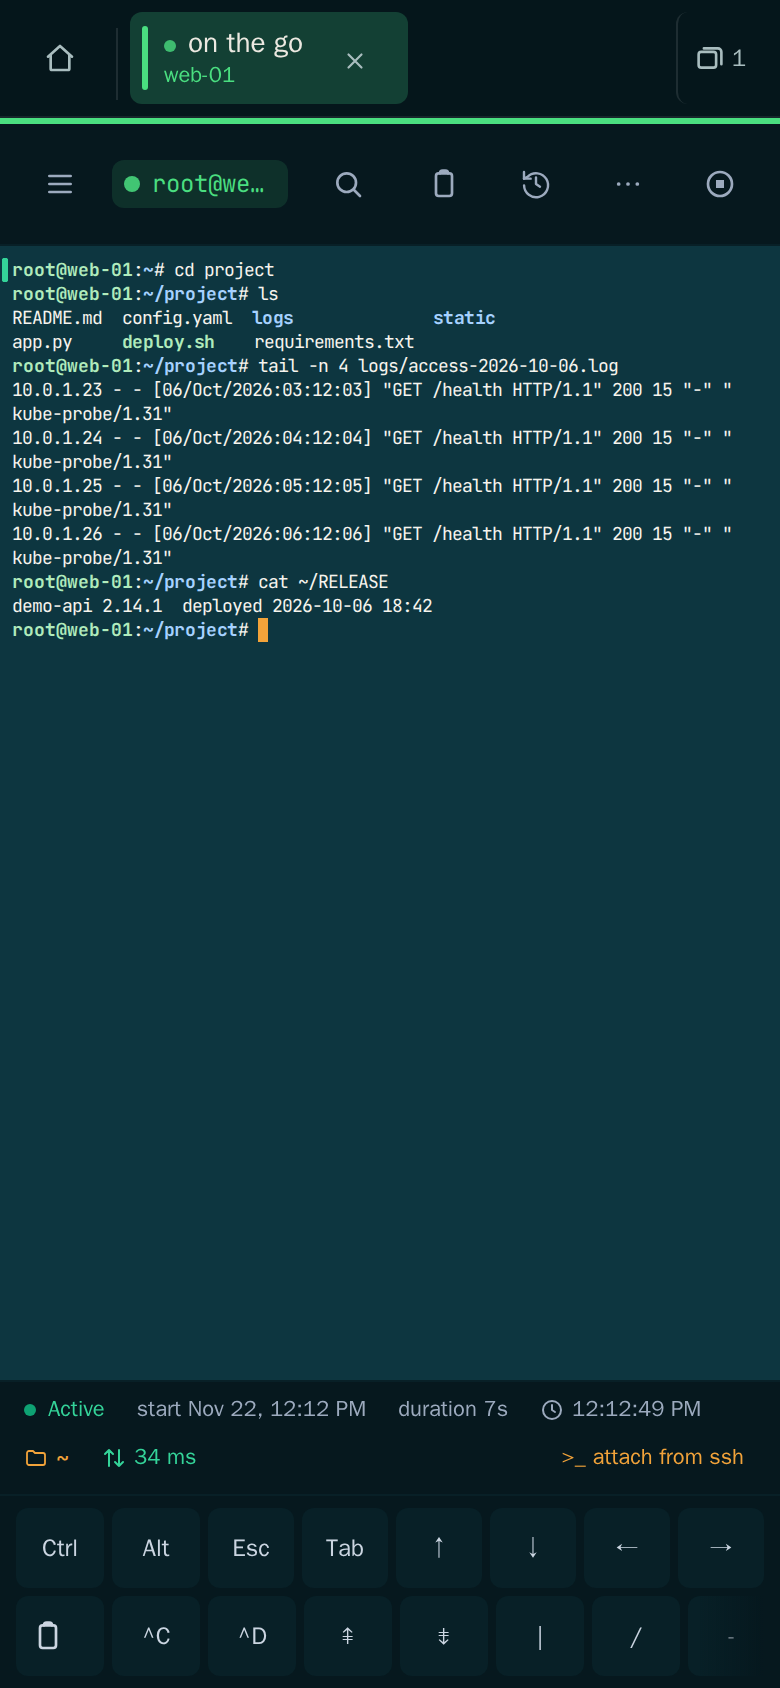 on the go
web-01
1
root@we…
root@web-01:~# cd project
root@web-01:~/project# ls
README.md  config.yaml  logs              static
app.py     deploy.sh    requirements.txt
root@web-01:~/project# tail -n 4 logs/access-2026-10-06.log
10.0.1.23 - - [06/Oct/2026:03:12:03] "GET /health HTTP/1.1" 200 15 "-" "
kube-probe/1.31"
10.0.1.24 - - [06/Oct/2026:04:12:04] "GET /health HTTP/1.1" 200 15 "-" "
kube-probe/1.31"
10.0.1.25 - - [06/Oct/2026:05:12:05] "GET /health HTTP/1.1" 200 15 "-" "
kube-probe/1.31"
10.0.1.26 - - [06/Oct/2026:06:12:06] "GET /health HTTP/1.1" 200 15 "-" "
kube-probe/1.31"
root@web-01:~/project# cat ~/RELEASE
demo-api 2.14.1  deployed 2026-10-06 18:42
root@web-01:~/project#
Active  start Nov 22, 12:12 PM  duration 7s  12:12:49 PM
~  34 ms  >_ attach from ssh
Ctrl  Alt  Esc  Tab  ↑  ↓  ←  →
^C  ^D  ⇞  ⇟  |  /  -